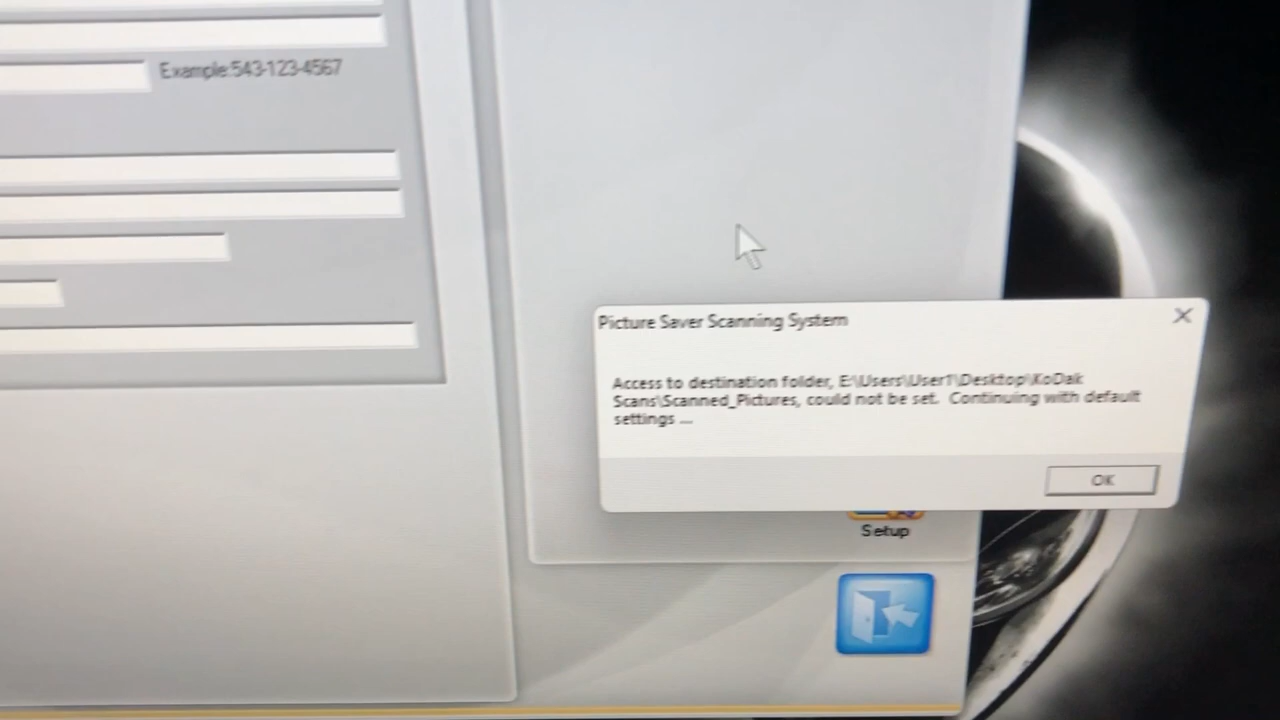 Example:543-123-4567
Picture Saver Scanning System
Access to destination folder, E:\Users\User1\Desktop\KoDak
Scans\Scanned_Pictures, could not be set. Continuing with default
settings ...
OK
Setup